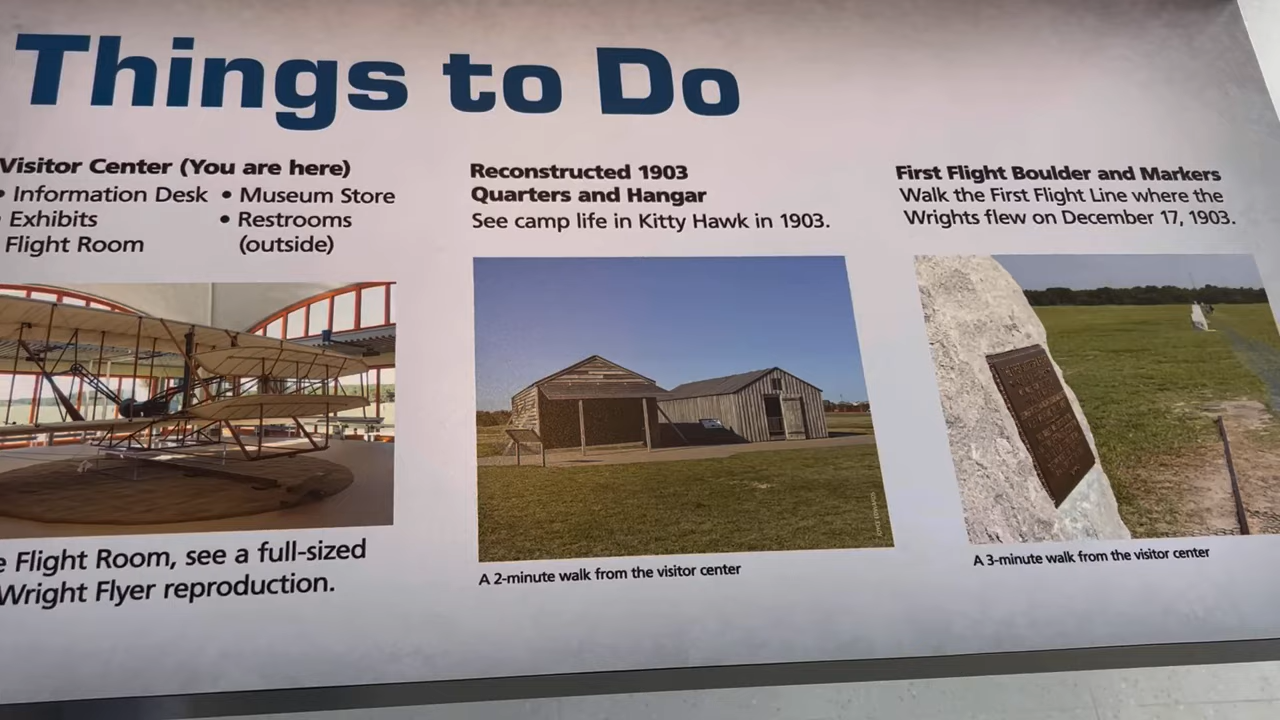 Things to Do
Visitor Center (You are here)
• Information Desk • Museum Store
Exhibits • Restrooms
Flight Room (outside)
Flight Room, see a full-sized
Wright Flyer reproduction.
Reconstructed 1903
Quarters and Hangar
See camp life in Kitty Hawk in 1903.
A 2-minute walk from the visitor center
First Flight Boulder and Markers
Walk the First Flight Line where the
Wrights flew on December 17, 1903.
A 3-minute walk from the visitor center